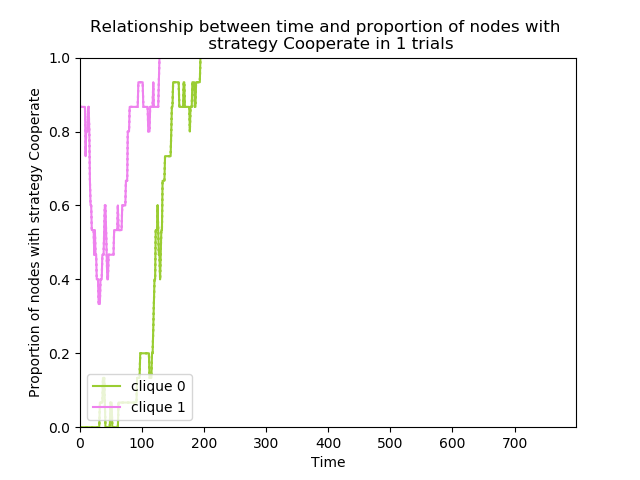 Relationship between time and proportion of nodes with
strategy Cooperate in 1 trials
Proportion of nodes with strategy Cooperate
1.0
0.8
0.6
0.4
0.2
0.0
clique 0
clique 1
0 100 200 300 400 500 600 700
Time